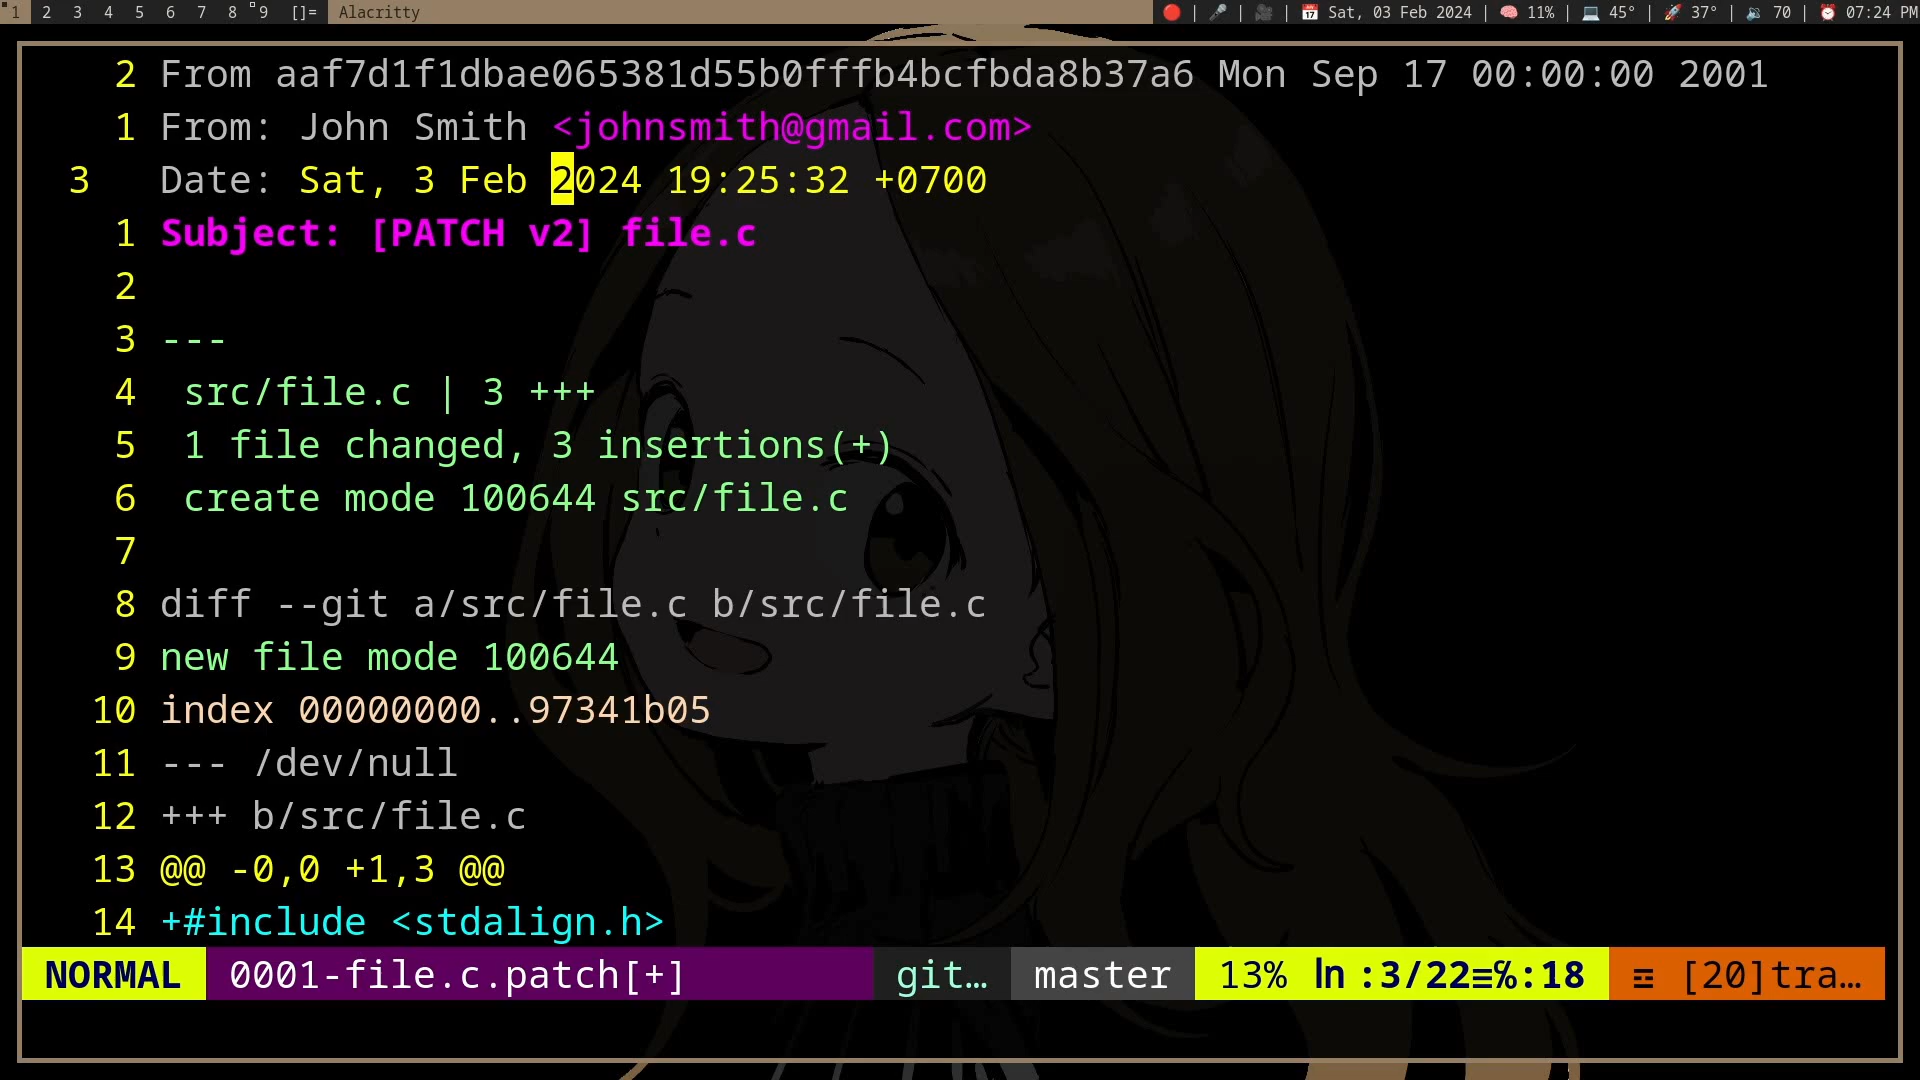 1 2 3 4 5 6 7 8 9 []= Alacritty 🔴 | 🎤 | 🎥 | 📅 Sat, 03 Feb 2024 | 🧠 11% | 💻 45° | 🚀 37° | 🔉 70 | ⏰ 07:24 PM
2 From aaf7d1f1dbae065381d55b0fffb4bcfbda8b37a6 Mon Sep 17 00:00:00 2001
1 From: John Smith <johnsmith@gmail.com>
3 Date: Sat, 3 Feb 2024 19:25:32 +0700
1 Subject: [PATCH v2] file.c
2
3 ---
4 src/file.c | 3 +++
5 1 file changed, 3 insertions(+)
6 create mode 100644 src/file.c
7
8 diff --git a/src/file.c b/src/file.c
9 new file mode 100644
10 index 00000000..97341b05
11 --- /dev/null
12 +++ b/src/file.c
13 @@ -0,0 +1,3 @@
14 +#include <stdalign.h>
NORMAL 0001-file.c.patch[+] git… master 13% ㏑:3/22≡℅:18 ☲ [20]tra…